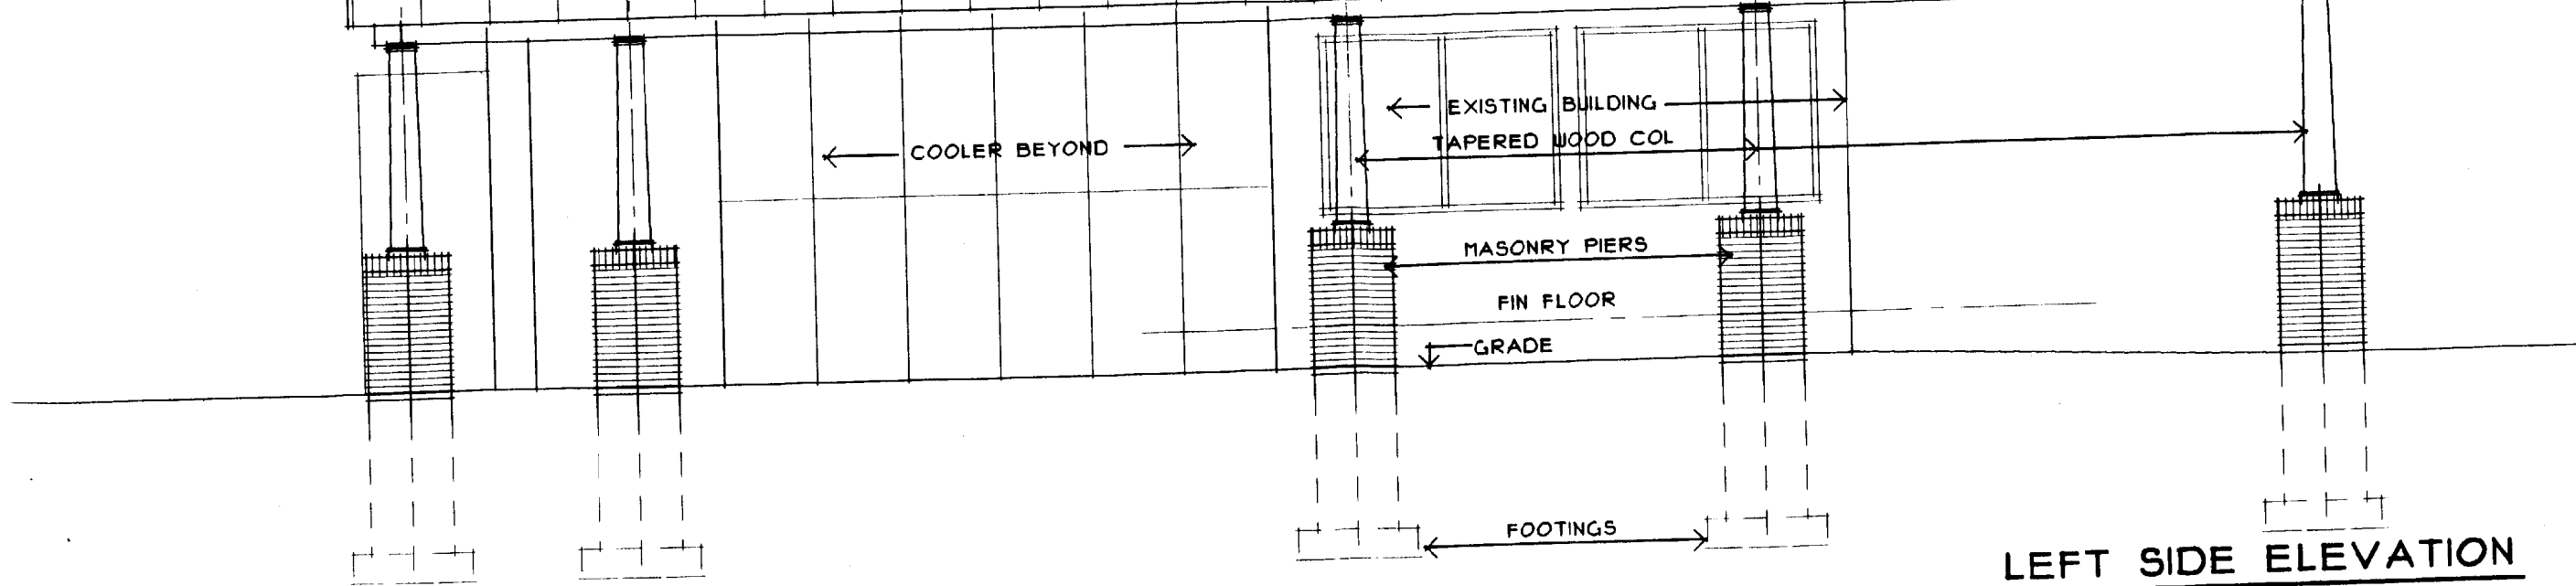 EXISTING BUILDING
TAPERED WOOD COL
COOLER BEYOND
MASONRY PIERS
FIN FLOOR
GRADE
FOOTINGS
LEFT SIDE ELEVATION